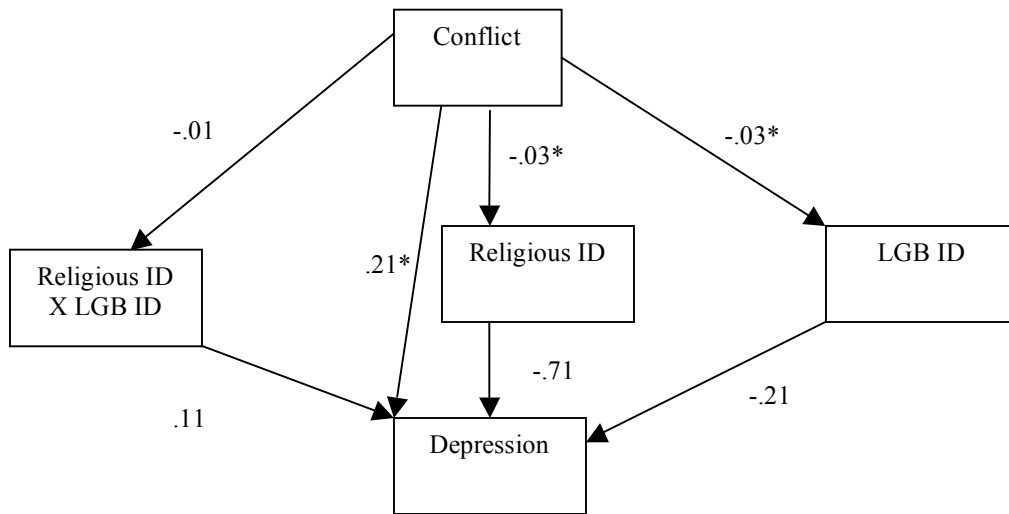 Conflict
-.01
-.03*
-.03*
.21*
Religious ID
X LGB ID
Religious ID
LGB ID
-.71
-.21
.11
Depression